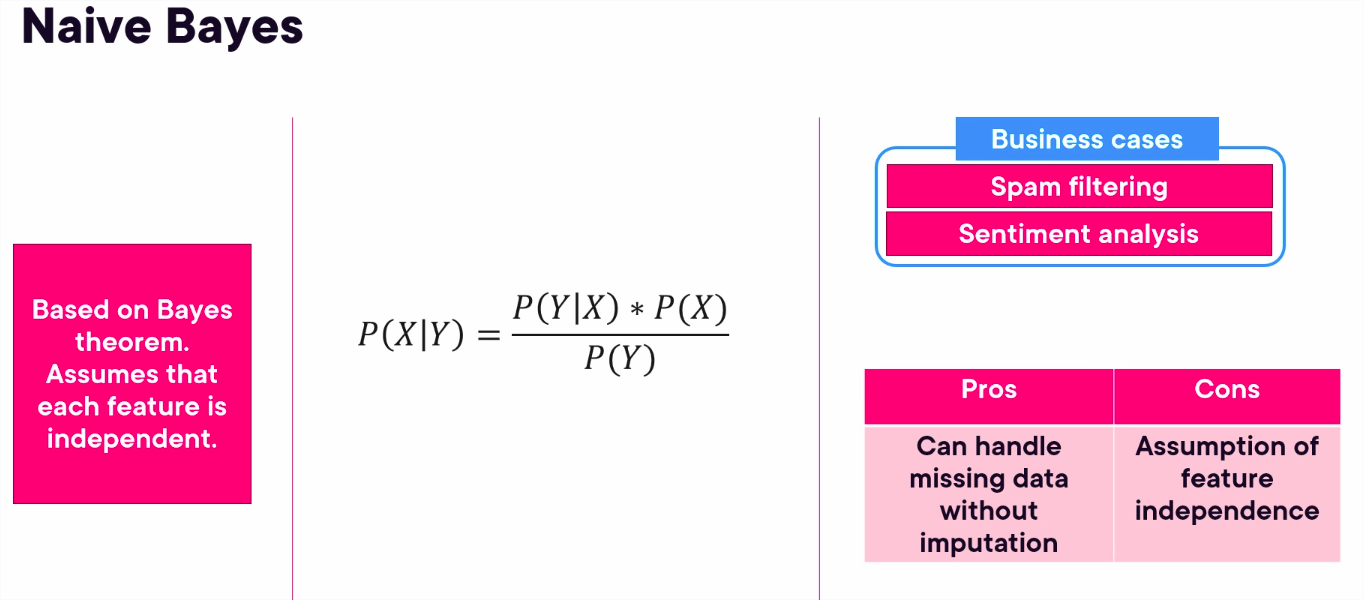 Naive Bayes
Based on Bayes
theorem.
Assumes that
each feature is
independent.
P(X|Y) = \frac{P(Y|X) * P(X)}{P(Y)}
Business cases
Spam filtering
Sentiment analysis
Pros
Cons
Can handle
missing data
without
imputation
Assumption of
feature
independence